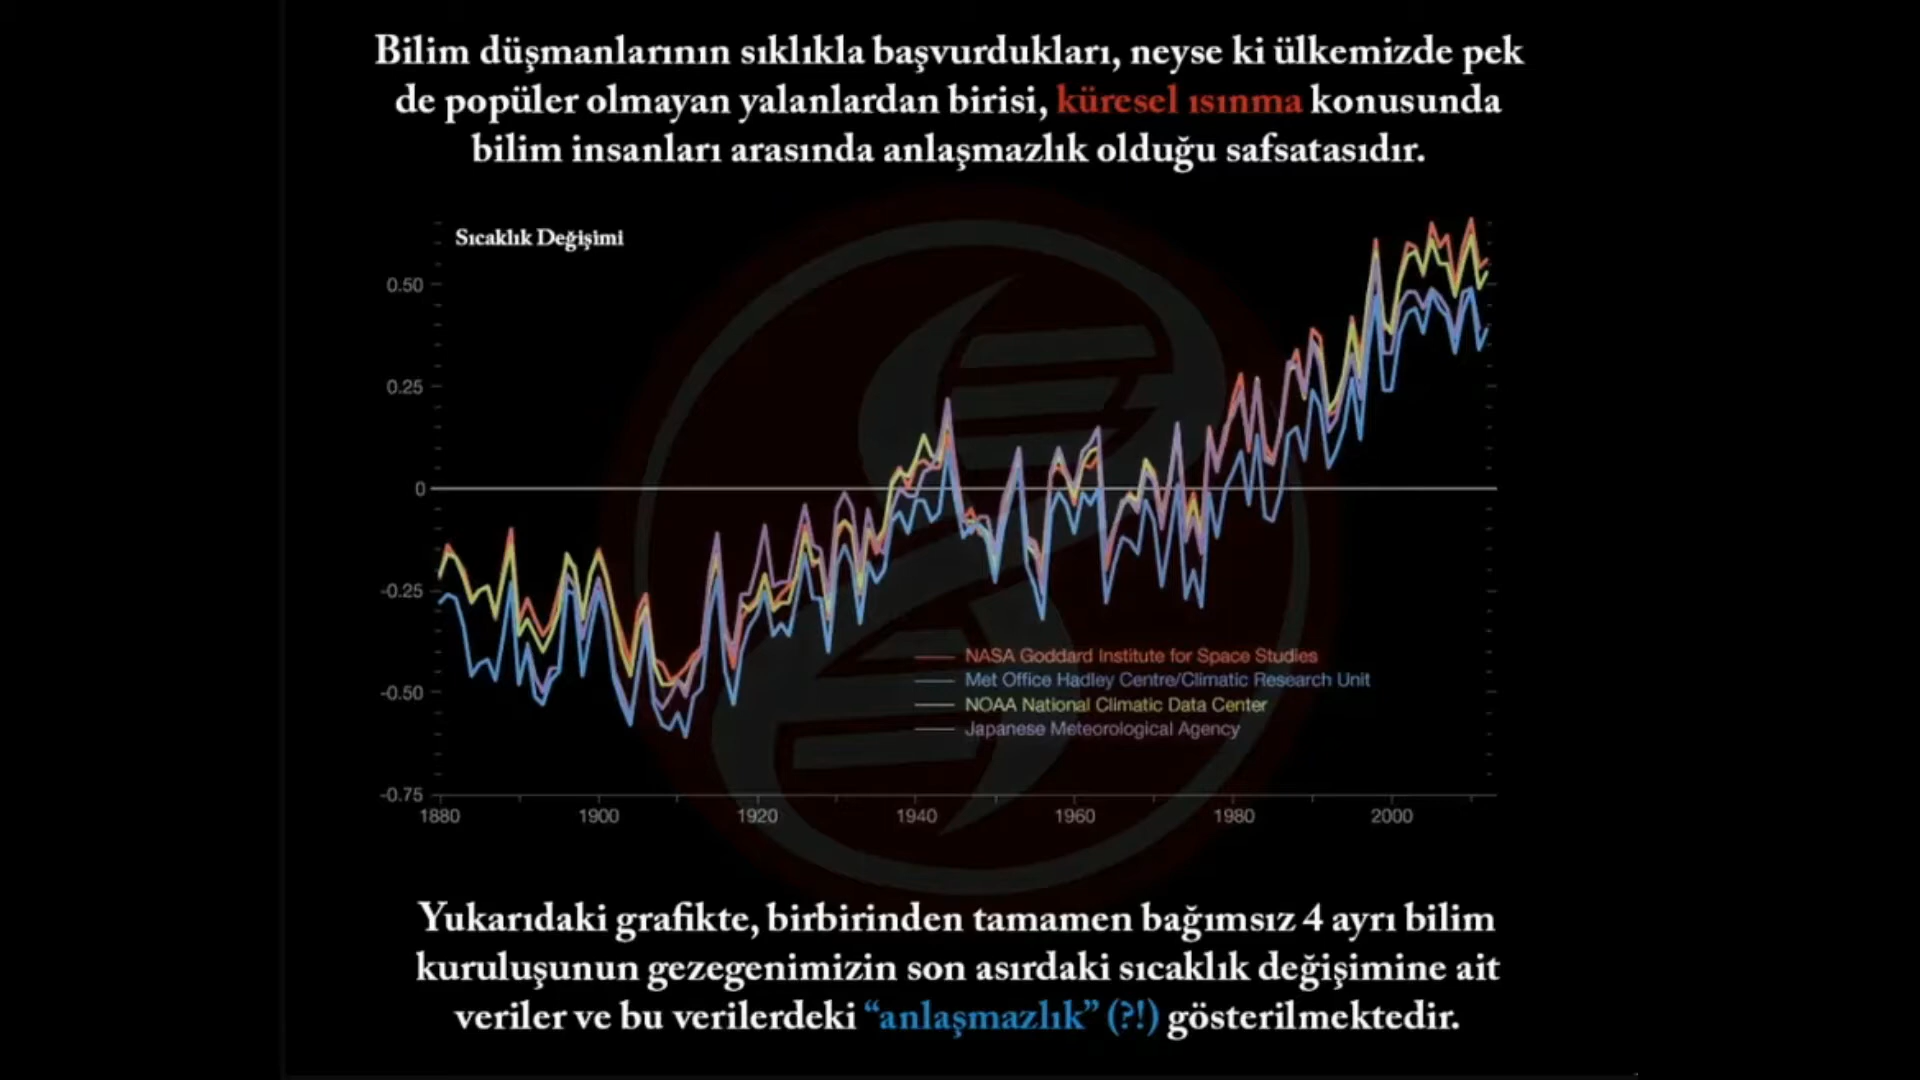 Bilim düşmanlarının sıklıkla başvurdukları, neyse ki ülkemizde pek
de popüler olmayan yalanlardan birisi, küresel ısınma konusunda
bilim insanları arasında anlaşmazlık olduğu safsatasıdır.
Sıcaklık Değişimi
0.50
0.25
0
-0.25
-0.50
-0.75
NASA Goddard Institute for Space Studies
Met Office Hadley Centre/Climatic Research Unit
NOAA National Climatic Data Center
Japanese Meteorological Agency
1880 1900 1920 1940 1960 1980 2000
Yukarıdaki grafikte, birbirinden tamamen bağımsız 4 ayrı bilim
kuruluşunun gezegenimizin son asırdaki sıcaklık değişimine ait
veriler ve bu verilerdeki “anlaşmazlık” (?!) gösterilmektedir.